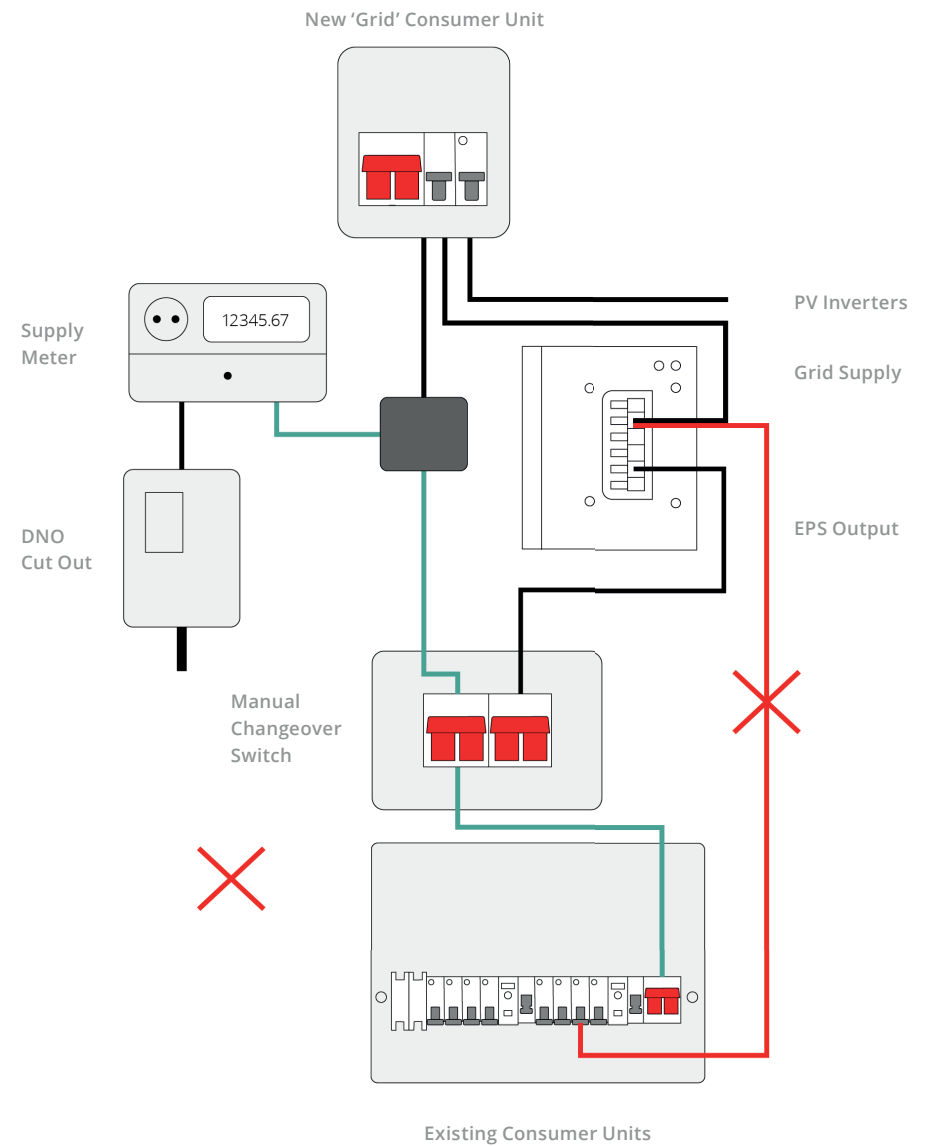 New ‘Grid’ Consumer Unit
12345.67
PV Inverters
Supply
Meter
Grid Supply
DNO
Cut Out
EPS Output
Manual
Changeover
Switch
Existing Consumer Units